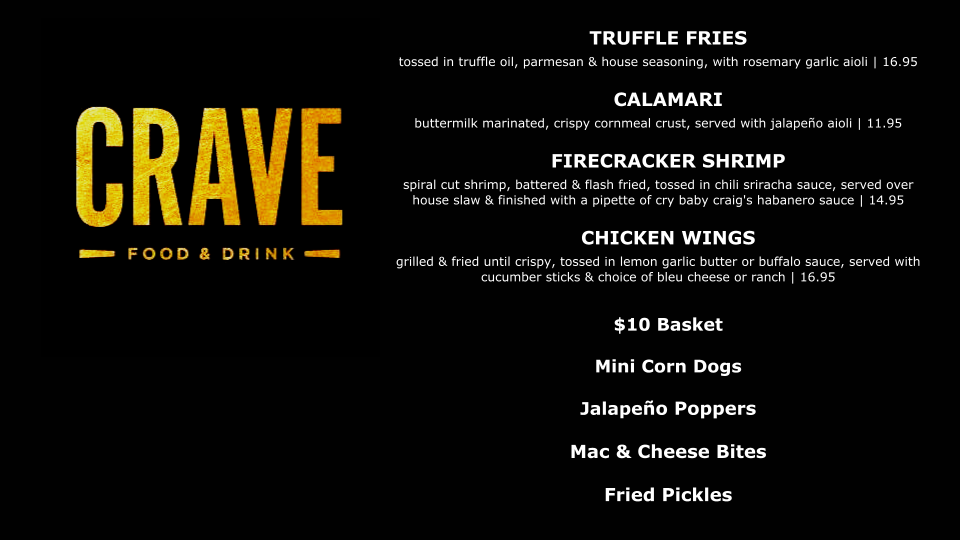 CRAVE
FOOD & DRINK
TRUFFLE FRIES
tossed in truffle oil, parmesan & house seasoning, with rosemary garlic aioli | 16.95
CALAMARI
buttermilk marinated, crispy cornmeal crust, served with jalapeño aioli | 11.95
FIRECRACKER SHRIMP
spiral cut shrimp, battered & flash fried, tossed in chili sriracha sauce, served over
house slaw & finished with a pipette of cry baby craig's habanero sauce | 14.95
CHICKEN WINGS
grilled & fried until crispy, tossed in lemon garlic butter or buffalo sauce, served with
cucumber sticks & choice of bleu cheese or ranch | 16.95
$10 Basket
Mini Corn Dogs
Jalapeño Poppers
Mac & Cheese Bites
Fried Pickles